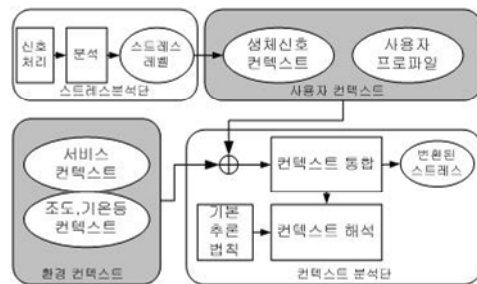 신호
처리
분석
스트레스
레벨
스트레스분석단
생체신호
컨텍스트
사용자
프로파일
사용자 컨텍스트
서비스
컨텍스트
조도,기온등
컨텍스트
환경 컨텍스트
컨텍스트 통합
변환된
스트레스
기본
추론
법칙
컨텍스트 해석
컨텍스트 분석단